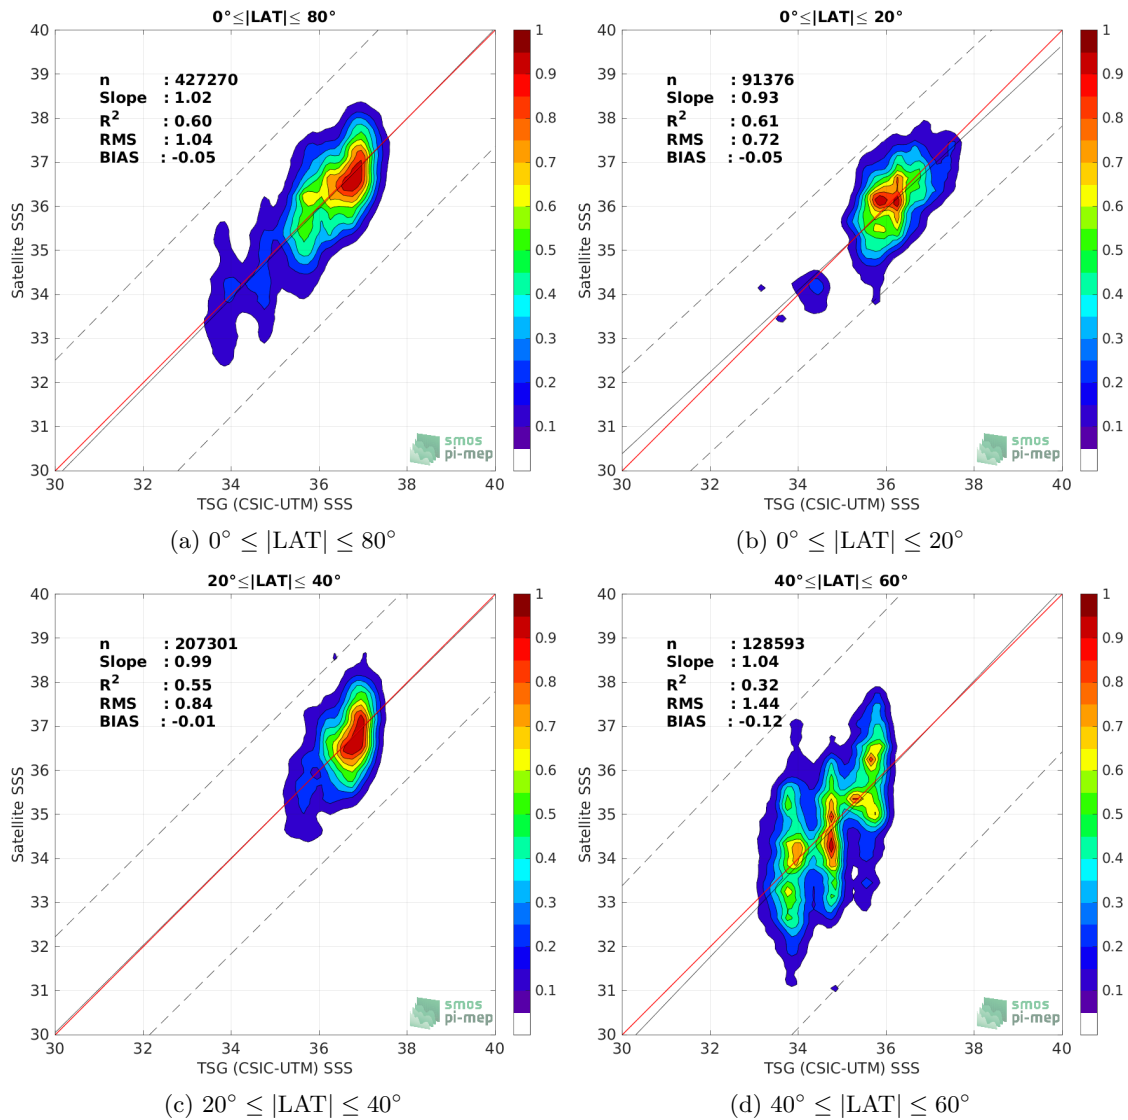 0°≤|LAT|≤ 80°
n : 427270
Slope : 1.02
R² : 0.60
RMS : 1.04
BIAS : -0.05
Satellite SSS
40
39
38
37
36
35
34
33
32
31
30
30 32 34 36 38 40
TSG (CSIC-UTM) SSS
1
0.9
0.8
0.7
0.6
0.5
0.4
0.3
0.2
0.1
smos
pi-mep
(a) 0° ≤ |LAT| ≤ 80°
0°≤|LAT|≤ 20°
n : 91376
Slope : 0.93
R² : 0.61
RMS : 0.72
BIAS : -0.05
Satellite SSS
40
39
38
37
36
35
34
33
32
31
30
30 32 34 36 38 40
TSG (CSIC-UTM) SSS
1
0.9
0.8
0.7
0.6
0.5
0.4
0.3
0.2
0.1
smos
pi-mep
(b) 0° ≤ |LAT| ≤ 20°
20°≤|LAT|≤ 40°
n : 207301
Slope : 0.99
R² : 0.55
RMS : 0.84
BIAS : -0.01
Satellite SSS
40
39
38
37
36
35
34
33
32
31
30
30 32 34 36 38 40
TSG (CSIC-UTM) SSS
1
0.9
0.8
0.7
0.6
0.5
0.4
0.3
0.2
0.1
smos
pi-mep
(c) 20° ≤ |LAT| ≤ 40°
40°≤|LAT|≤ 60°
n : 128593
Slope : 1.04
R² : 0.32
RMS : 1.44
BIAS : -0.12
Satellite SSS
40
39
38
37
36
35
34
33
32
31
30
30 32 34 36 38 40
TSG (CSIC-UTM) SSS
1
0.9
0.8
0.7
0.6
0.5
0.4
0.3
0.2
0.1
smos
pi-mep
(d) 40° ≤ |LAT| ≤ 60°